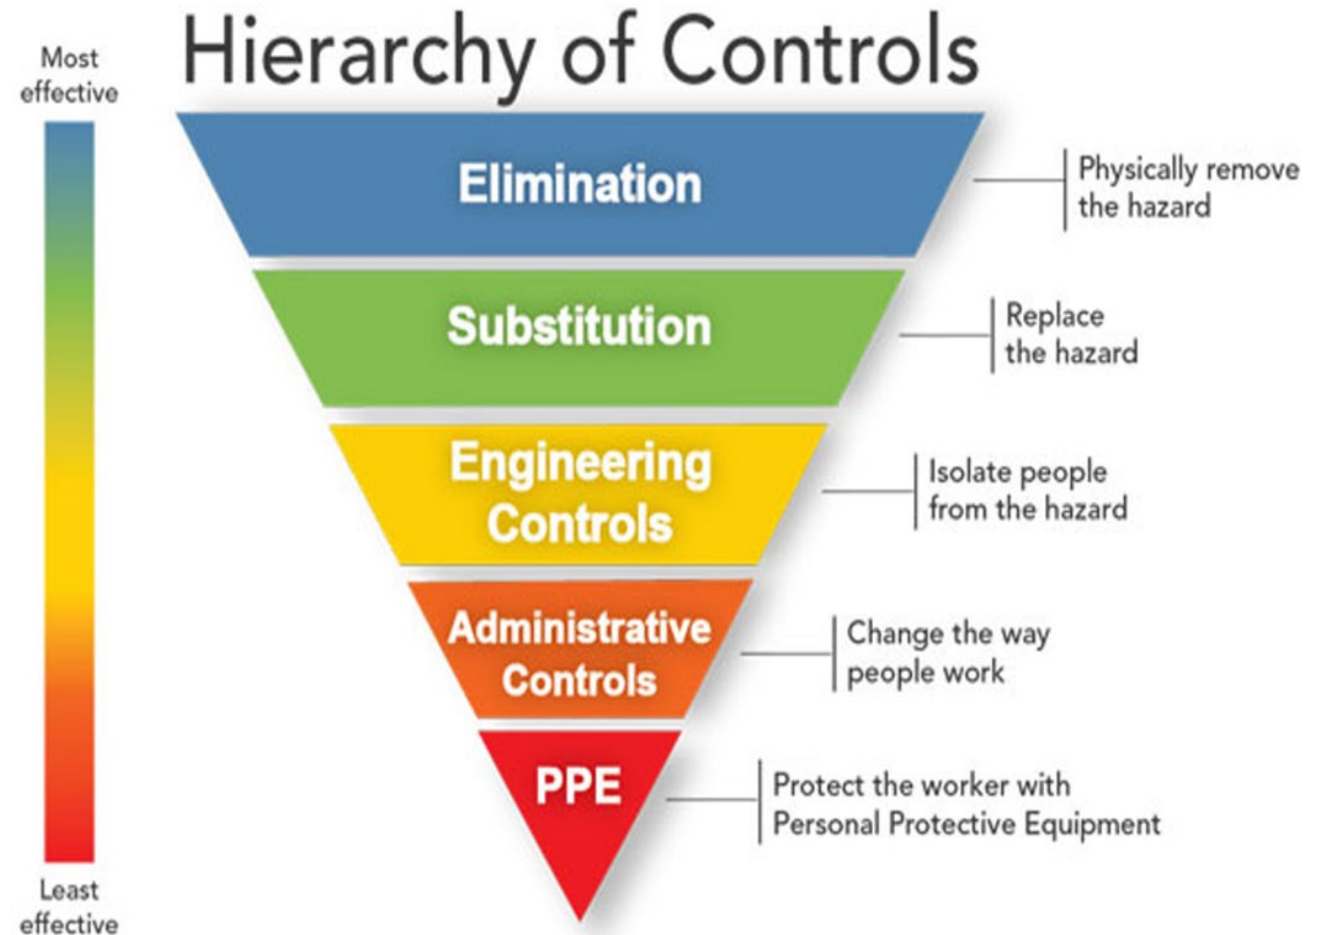 Hierarchy of Controls
Most
effective
Elimination
Physically remove
the hazard
Substitution
Replace
the hazard
Engineering
Controls
Isolate people
from the hazard
Administrative
Controls
Change the way
people work
PPE
Protect the worker with
Personal Protective Equipment
Least
effective